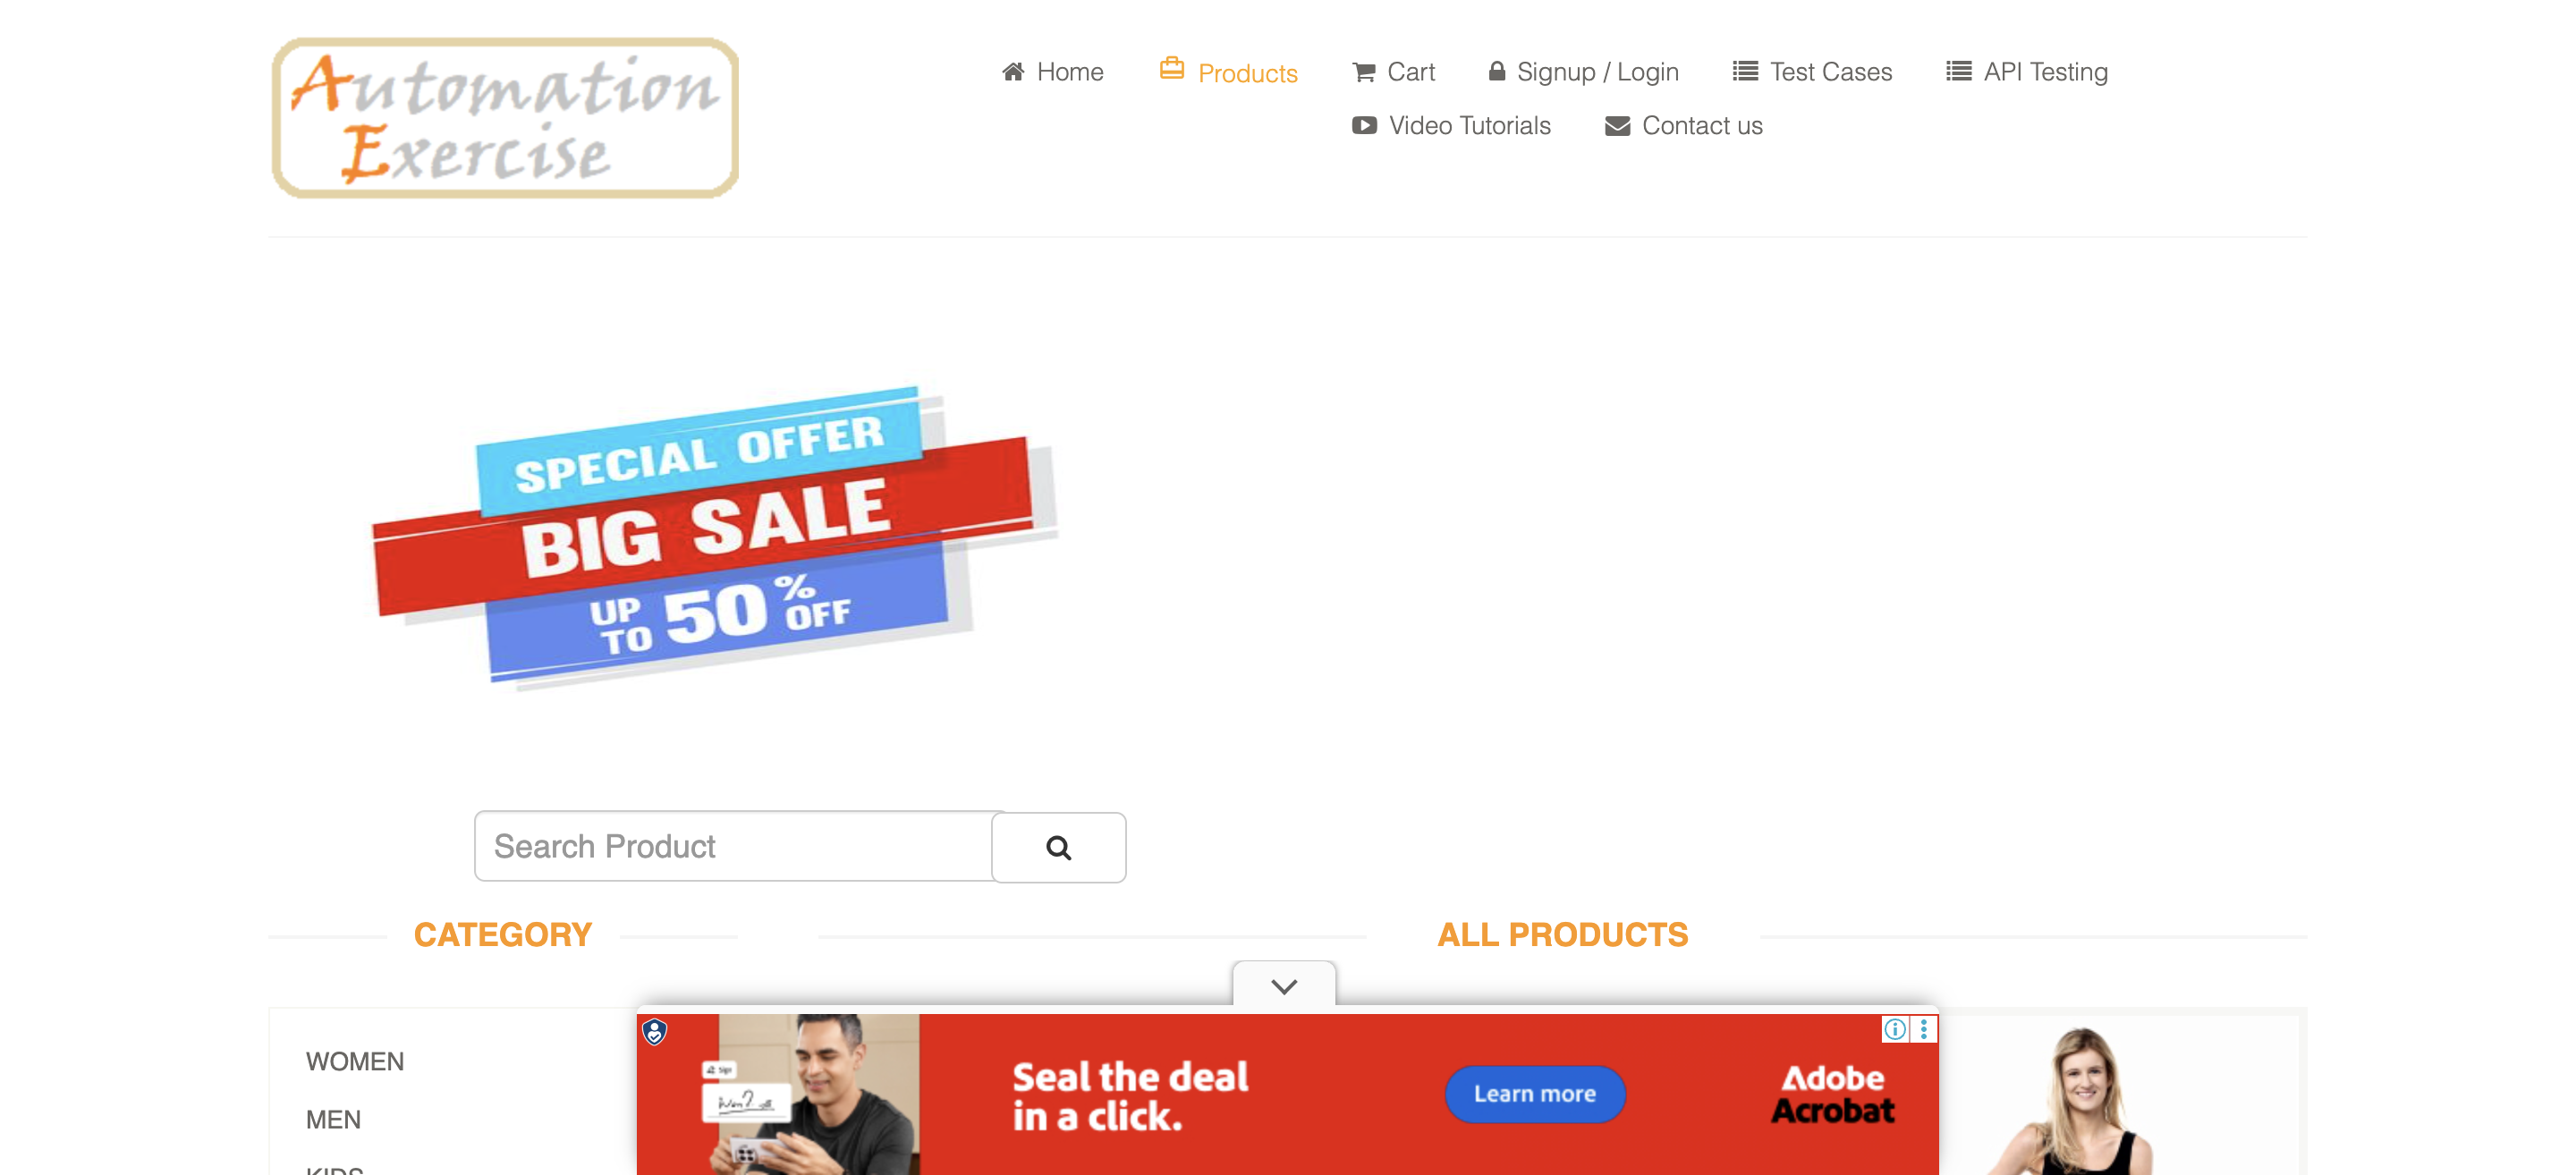 Automation
Exercise
Home
Products
Cart
Signup / Login
Test Cases
API Testing
Video Tutorials
Contact us
SPECIAL OFFER
BIG SALE
UP TO 50% OFF
Search Product
CATEGORY
ALL PRODUCTS
WOMEN
MEN
KIDS
Sign
Seal the deal
in a click.
Learn more
Adobe
Acrobat